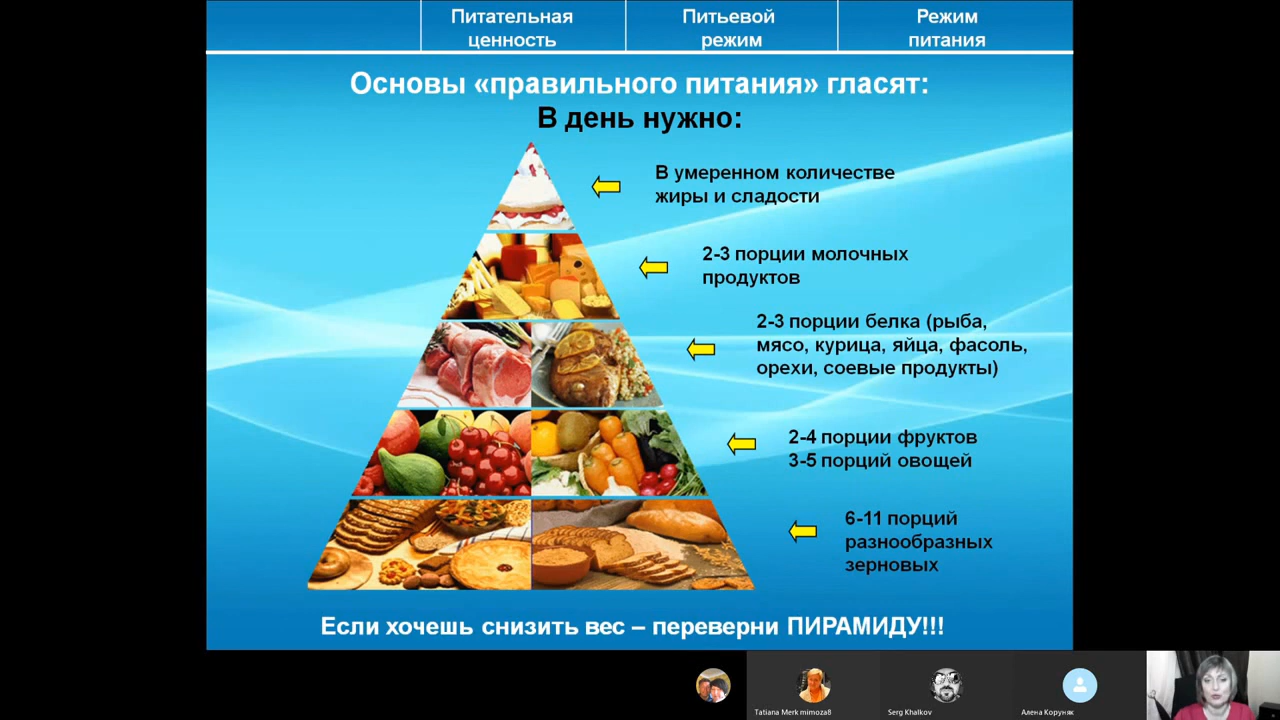 Питательная
ценность
Питьевой
режим
Режим
питания
Основы «правильного питания» гласят:
В день нужно:
В умеренном количестве
жиры и сладости
2-3 порции молочных
продуктов
2-3 порции белка (рыба,
мясо, курица, яйца, фасоль,
орехи, соевые продукты)
2-4 порции фруктов
3-5 порций овощей
6-11 порций
разнообразных
зерновых
Если хочешь снизить вес – переверни ПИРАМИДУ!!!
Tatiana Merk mimoza8
Serg Khalkov
Алена Коруняк